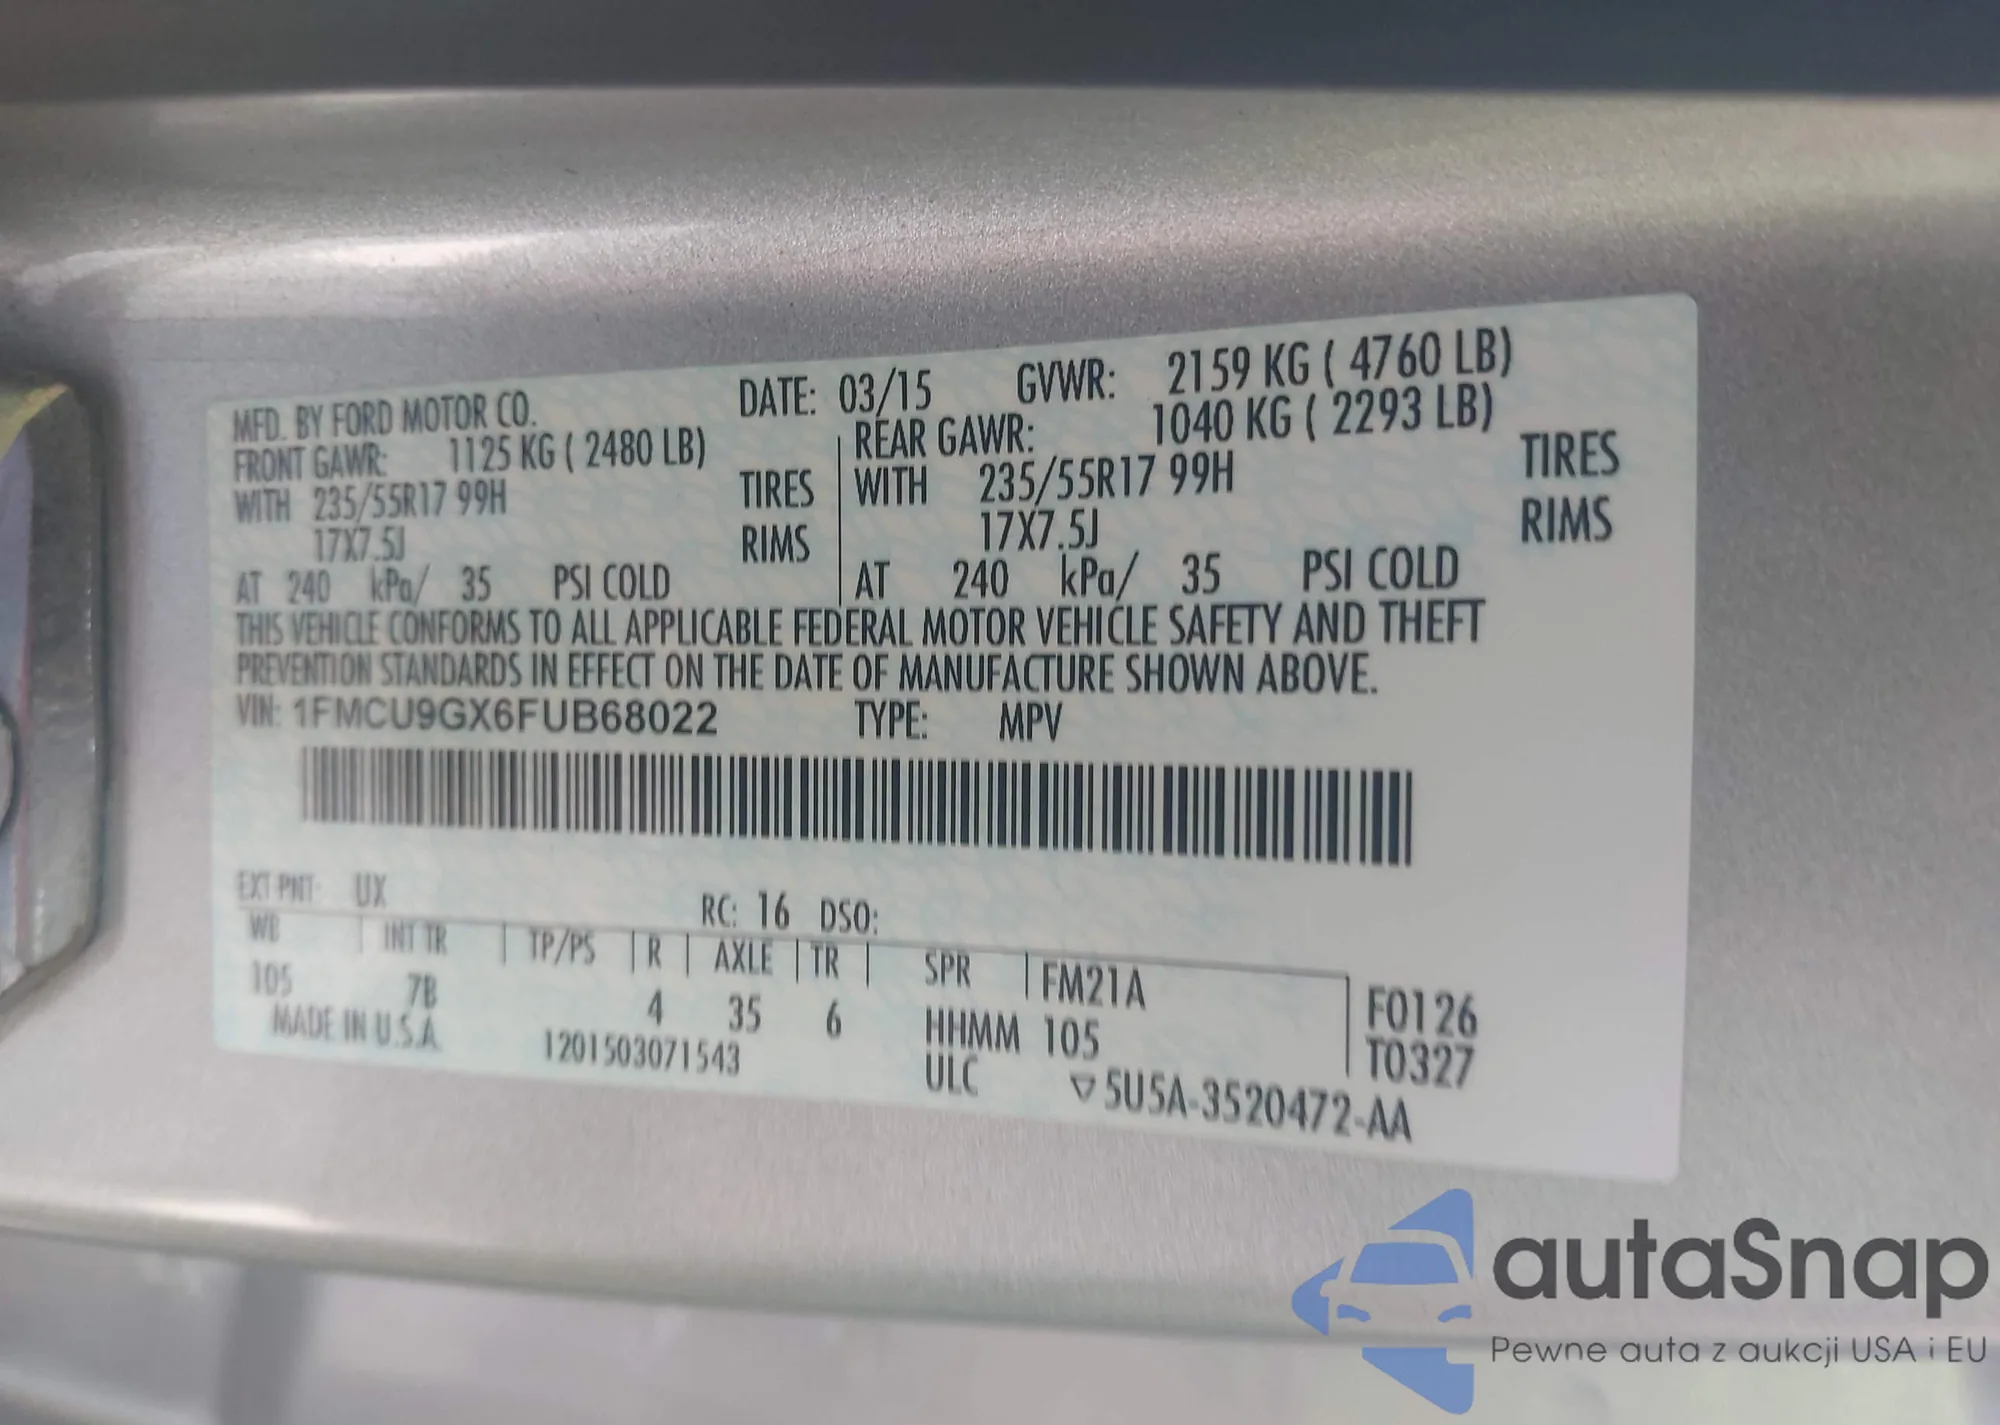 MFD. BY FORD MOTOR CO. DATE: 03/15 GVWR: 2159 KG ( 4760 LB)
FRONT GAWR: 1125 KG ( 2480 LB) REAR GAWR: 1040 KG ( 2293 LB)
WITH 235/55R17 99H TIRES WITH 235/55R17 99H TIRES
17X7.5J RIMS 17X7.5J RIMS
AT 240 kPa/ 35 PSI COLD AT 240 kPa/ 35 PSI COLD
THIS VEHICLE CONFORMS TO ALL APPLICABLE FEDERAL MOTOR VEHICLE SAFETY AND THEFT
PREVENTION STANDARDS IN EFFECT ON THE DATE OF MANUFACTURE SHOWN ABOVE.
VIN: 1FMCU9GX6FUB68022 TYPE: MPV
EXT PNT: UX RC: 16 DSO:
WB INT TR TP/PS R AXLE TR SPR FM21A F0126
105 7B 4 35 6 HHMM 105 T0327
MADE IN U.S.A. 1201503071543 ULC ▽5U5A-3520472-AA
autaSnap
Pewne auta z aukcji USA i EU